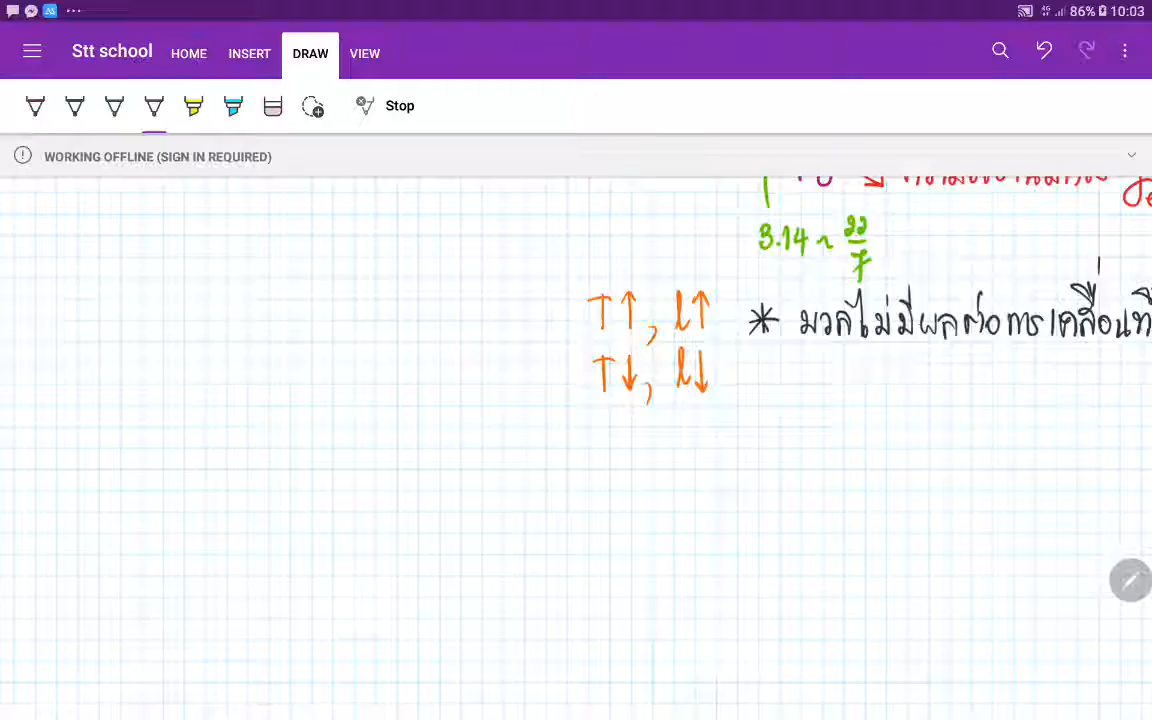 86% 10:03
Stt school HOME INSERT DRAW VIEW
Stop
WORKING OFFLINE (SIGN IN REQUIRED)
3.14 ~ 22/7
T↑, l↑ * มวลไม่มีผลต่อการเคลื่อนที่
T↓, l↓